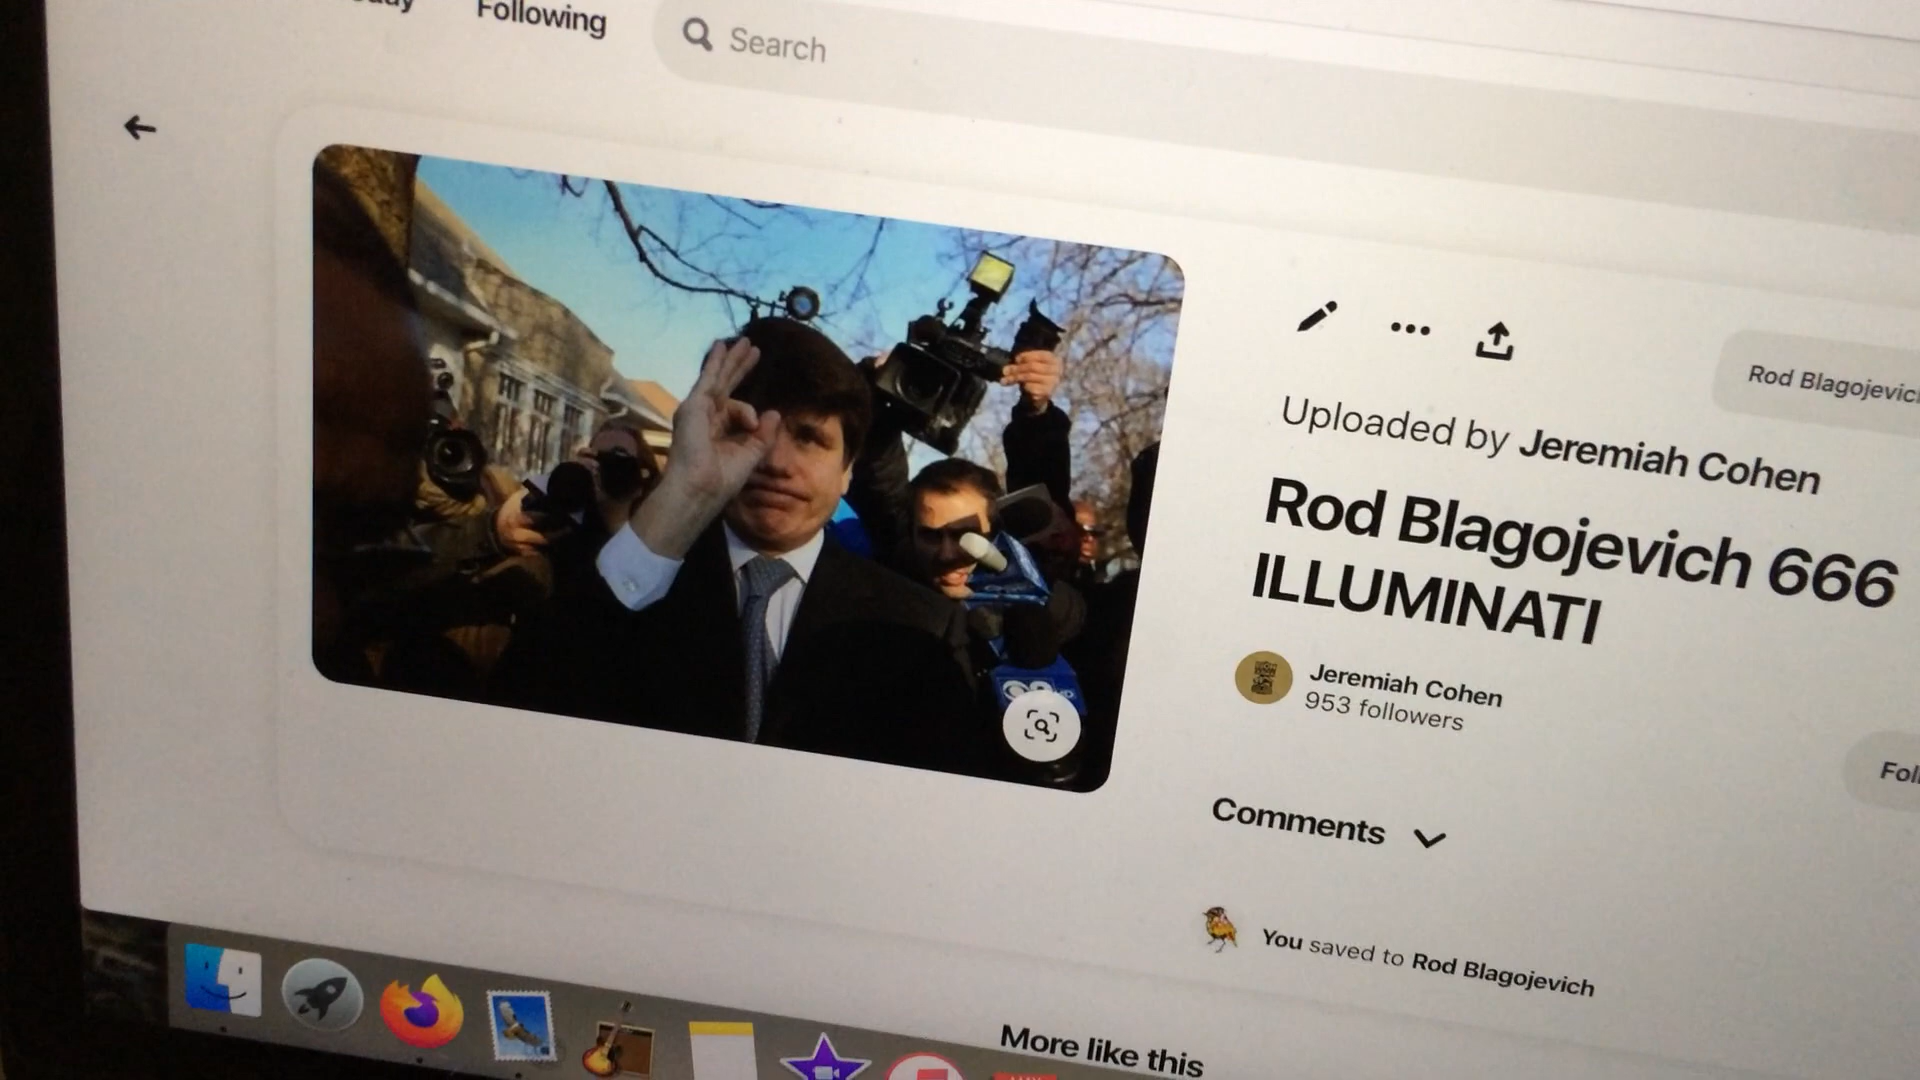 Following
Search
Rod Blagojevic
Uploaded by Jeremiah Cohen
Rod Blagojevich 666
ILLUMINATI
Jeremiah Cohen
953 followers
Comments
You saved to Rod Blagojevich
More like this